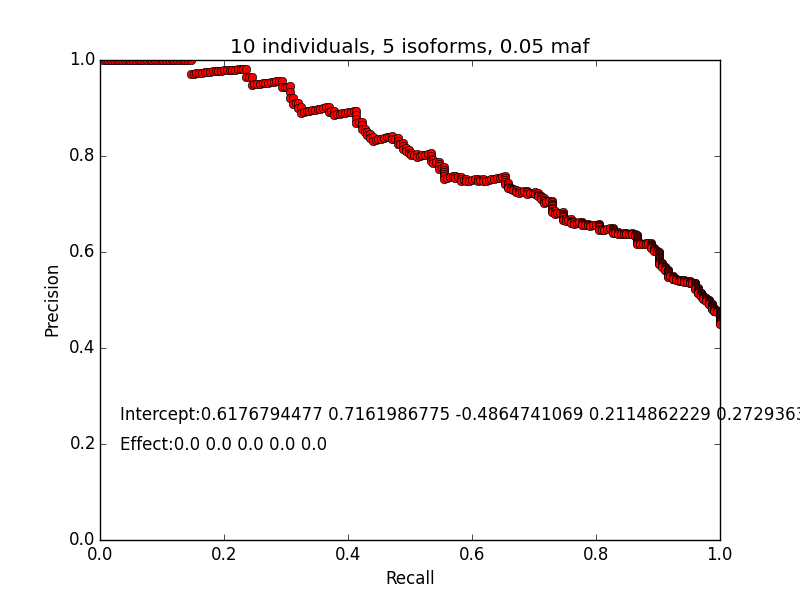 10 individuals, 5 isoforms, 0.05 maf
1.0
0.8
0.6
0.4
0.2
0.0
Precision
Intercept:0.6176794477 0.7161986775 -0.4864741069 0.2114862229
Effect:0.0 0.0 0.0 0.0 0.0
0.0 0.2 0.4 0.6 0.8 1.0
Recall